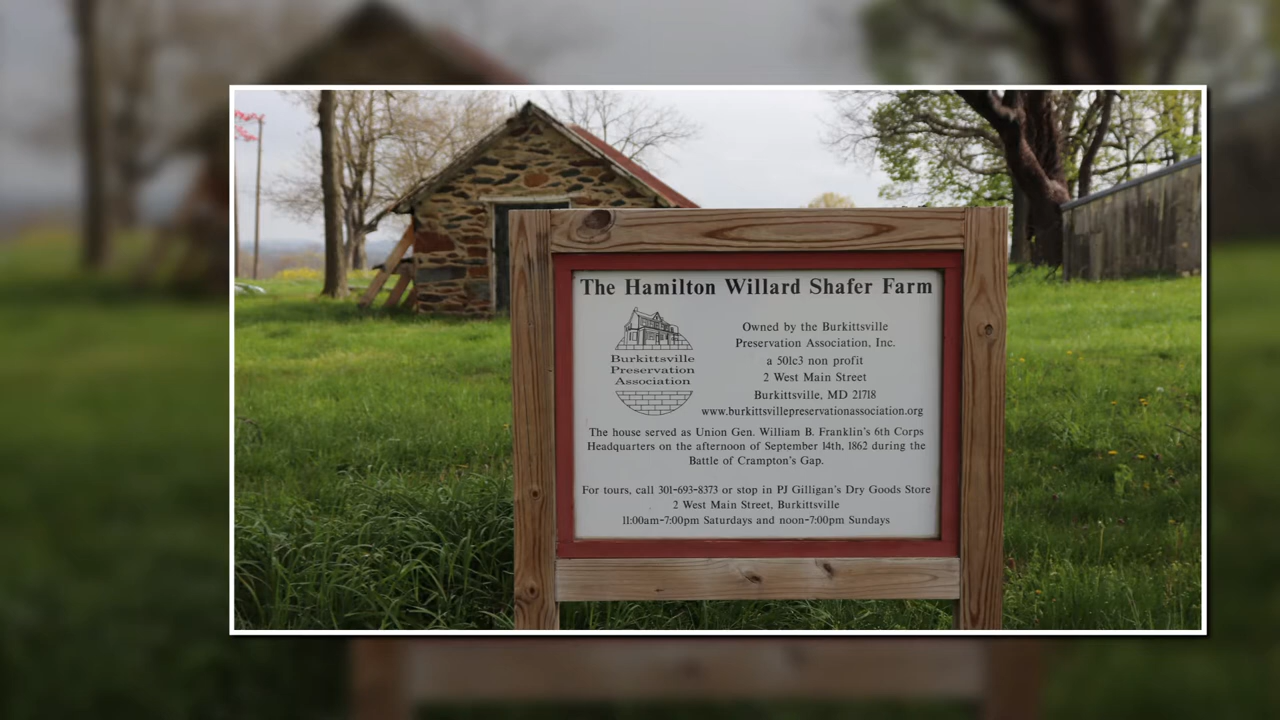 The Hamilton Willard Shafer Farm
Burkittsville
Preservation
Association
Owned by the Burkittsville
Preservation Association, Inc.
a 501c3 non profit
2 West Main Street
Burkittsville, MD 21718
www.burkittsvillepreservationassociation.org
The house served as Union Gen. William B. Franklin's 6th Corps
Headquarters on the afternoon of September 14th, 1862 during the
Battle of Crampton's Gap.
For tours, call 301-693-8373 or stop in PJ Gilligan's Dry Goods Store
2 West Main Street, Burkittsville
11:00am-7:00pm Saturdays and noon-7:00pm Sundays